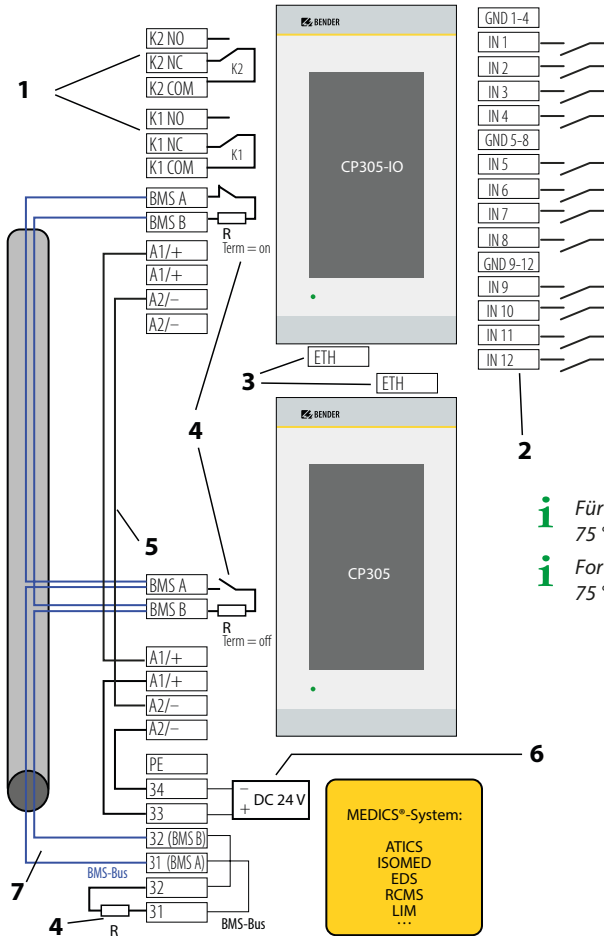 K2 NO
K2 NC
K2 COM
K2
K1 NO
K1 NC
K1 COM
K1
1
BMS A
BMS B
R
Term = on
A1/+
A1/+
A2/−
A2/−
BENDER
CP305-IO
GND 1-4
IN 1
IN 2
IN 3
IN 4
GND 5-8
IN 5
IN 6
IN 7
IN 8
GND 9-12
IN 9
IN 10
IN 11
IN 12
2
3
ETH
ETH
4
5
BENDER
CP305
i Für
75 °
i For
75 °
BMS A
BMS B
R
Term = off
A1/+
A1/+
A2/−
A2/−
PE
34
33
− DC 24 V
+
6
32 (BMS B)
31 (BMS A)
32
31
BMS-Bus
BMS-Bus
7
4
R
MEDICS®-System:
ATICS
ISOMED
EDS
RCMS
LIM
...